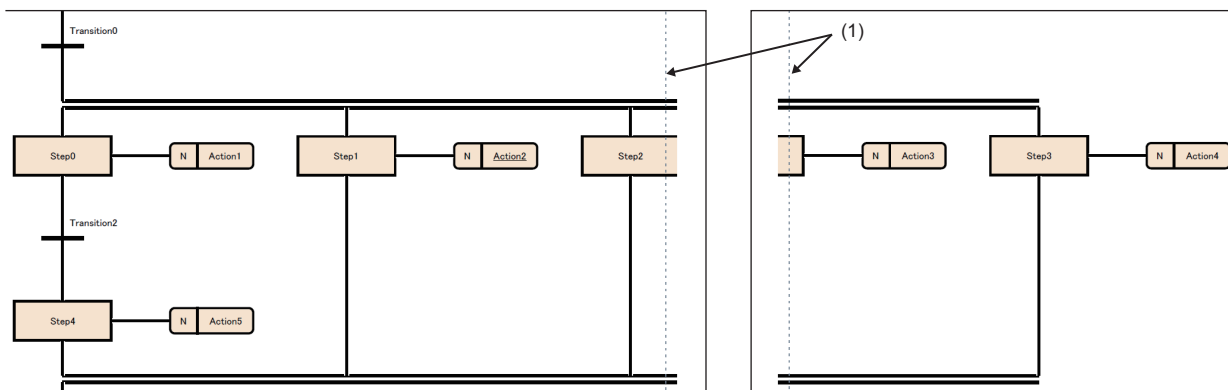 Transition0
(1)
Step0 N Action1 Step1 N Action2 Step2 N Action3 Step3 N Action4
Transition2
Step4 N Action5